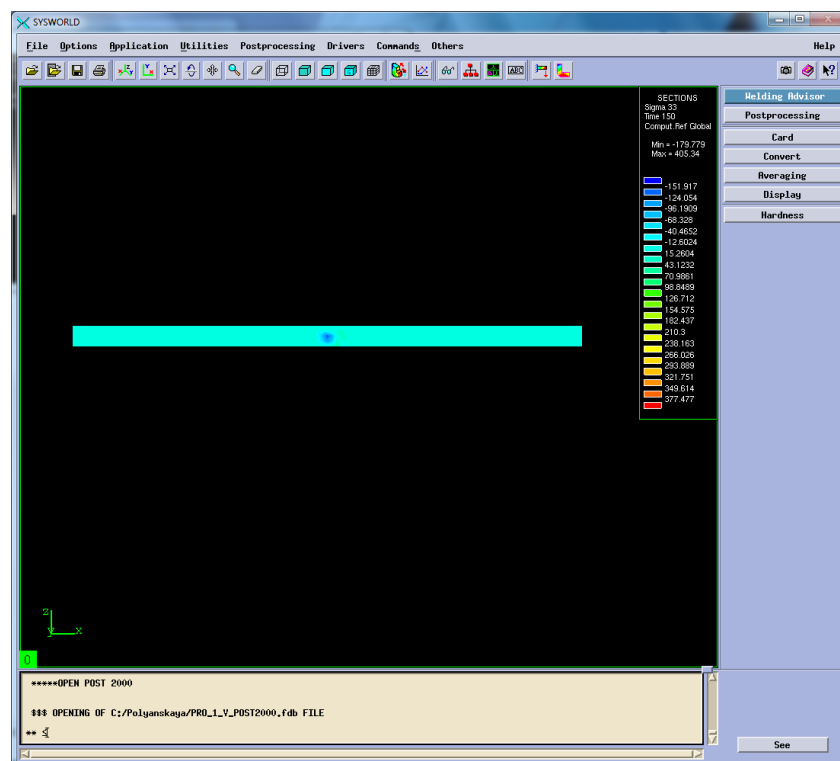 SYSWORLD
File Options Application Utilities Postprocessing Drivers Commands Others Help
ABC
SECTIONS
Sigma 33
Time 150
Comput.Ref Global
Min = -179.779
Max = 405.34
-151.917
-124.054
-96.1909
-68.328
-40.4652
-12.6024
15.2604
43.1232
70.9861
98.8489
126.712
154.575
182.437
210.3
238.163
266.026
293.889
321.751
349.614
377.477
Welding Advisor
Postprocessing
Card
Convert
Averaging
Display
Hardness
z
y x
0
*****OPEN POST 2000
$$$ OPENING OF C:/Polyanskaya/PRO_1_V_POST2000.fdb FILE
**
See